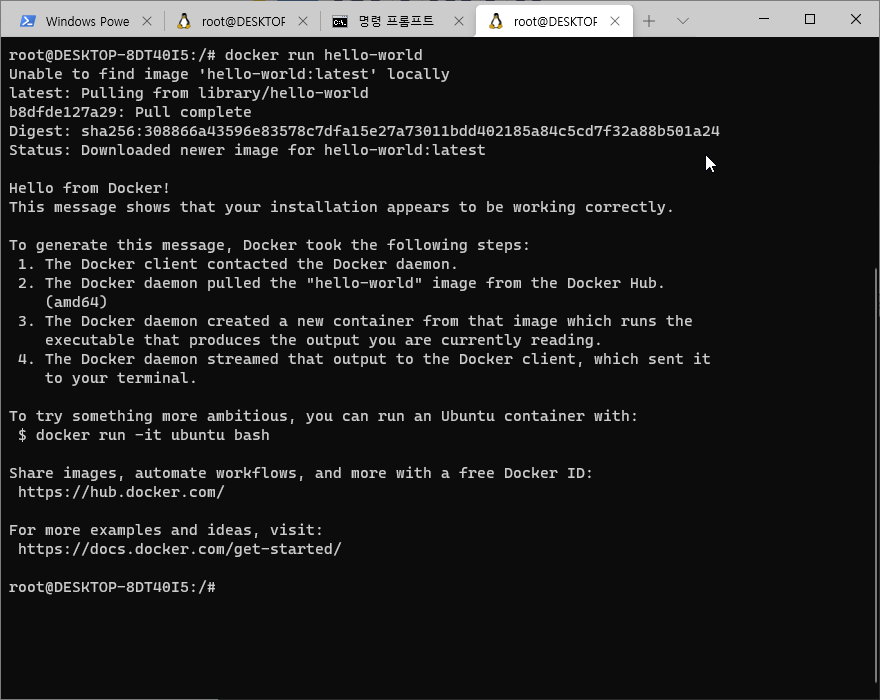 Windows Powe
root@DESKTOP
명령 프롬프트
root@DESKTOP
root@DESKTOP-8DT40I5:/# docker run hello-world
Unable to find image 'hello-world:latest' locally
latest: Pulling from library/hello-world
b8dfde127a29: Pull complete
Digest: sha256:308866a43596e83578c7dfa15e27a73011bdd402185a84c5cd7f32a88b501a24
Status: Downloaded newer image for hello-world:latest
Hello from Docker!
This message shows that your installation appears to be working correctly.
To generate this message, Docker took the following steps:
1. The Docker client contacted the Docker daemon.
2. The Docker daemon pulled the "hello-world" image from the Docker Hub.
(amd64)
3. The Docker daemon created a new container from that image which runs the
executable that produces the output you are currently reading.
4. The Docker daemon streamed that output to the Docker client, which sent it
to your terminal.
To try something more ambitious, you can run an Ubuntu container with:
$ docker run -it ubuntu bash
Share images, automate workflows, and more with a free Docker ID:
https://hub.docker.com/
For more examples and ideas, visit:
https://docs.docker.com/get-started/
root@DESKTOP-8DT40I5:/#